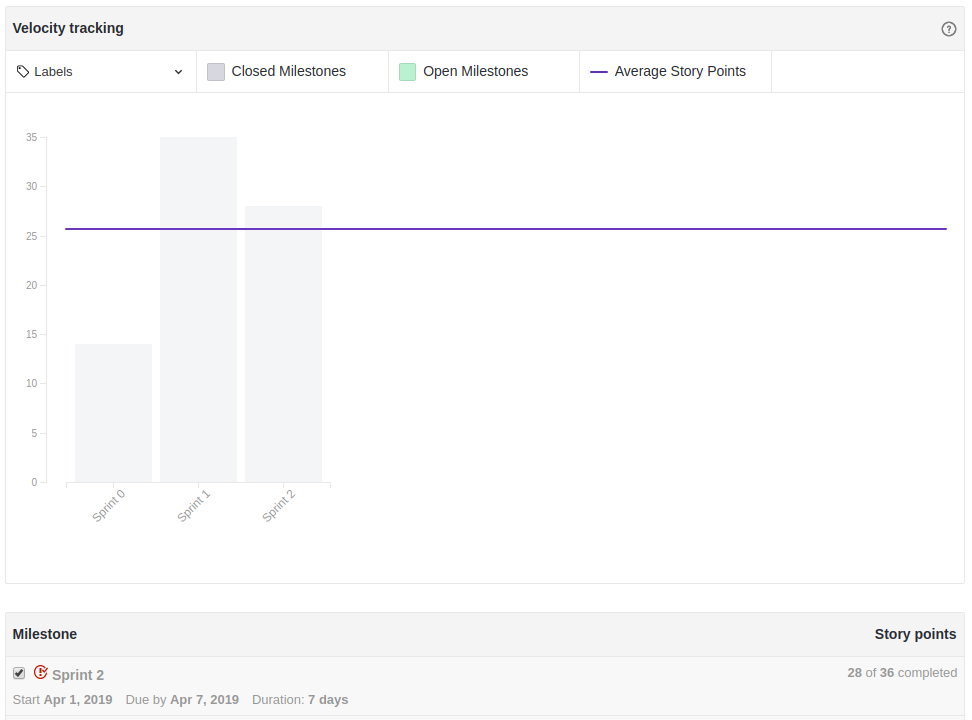 Velocity tracking
Labels
Closed Milestones
Open Milestones
Average Story Points
35
30
25
20
15
10
5
0
Sprint 0
Sprint 1
Sprint 2
Milestone
Story points
Sprint 2
28 of 36 completed
Start Apr 1, 2019 Due by Apr 7, 2019 Duration: 7 days